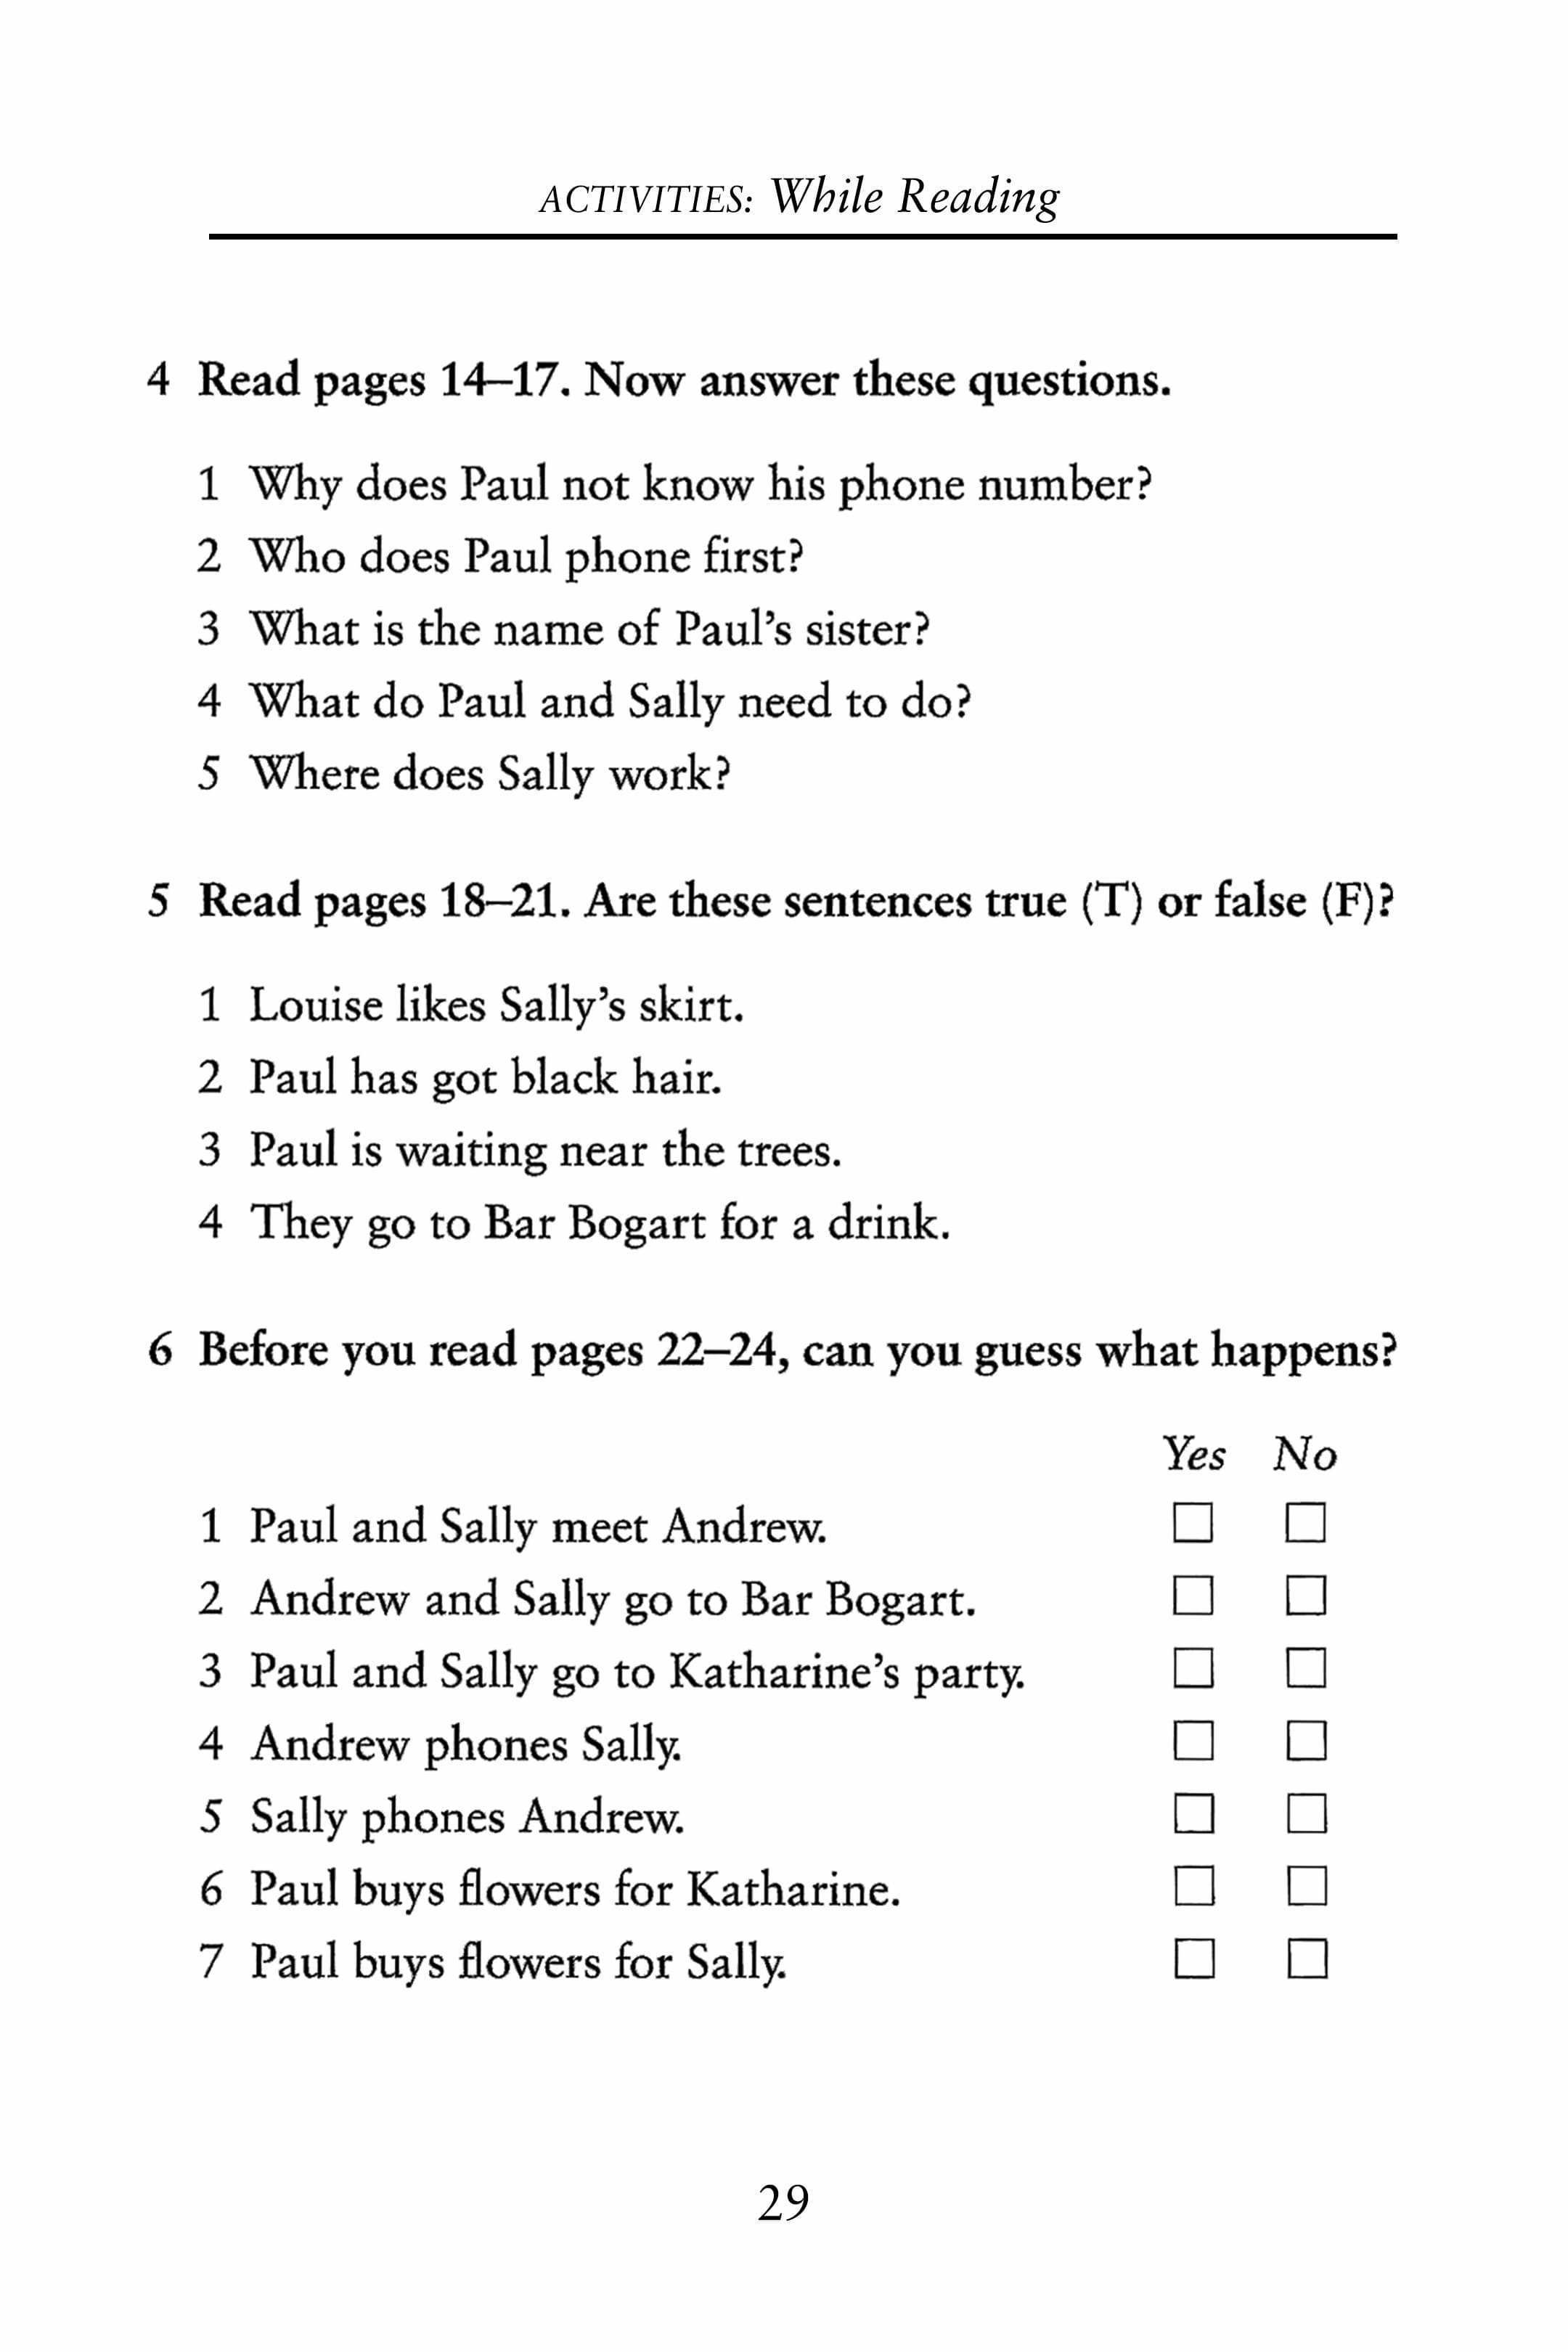 ACTIVITIES: While Reading
4 Read pages 14–17. Now answer these questions.
1 Why does Paul not know his phone number?
2 Who does Paul phone first?
3 What is the name of Paul's sister?
4 What do Paul and Sally need to do?
5 Where does Sally work?
5 Read pages 18–21. Are these sentences true (T) or false (F)?
1 Louise likes Sally's skirt.
2 Paul has got black hair.
3 Paul is waiting near the trees.
4 They go to Bar Bogart for a drink.
6 Before you read pages 22–24, can you guess what happens?
Yes No
1 Paul and Sally meet Andrew. □ □
2 Andrew and Sally go to Bar Bogart. □ □
3 Paul and Sally go to Katharine's party. □ □
4 Andrew phones Sally. □ □
5 Sally phones Andrew. □ □
6 Paul buys flowers for Katharine. □ □
7 Paul buys flowers for Sally. □ □
29